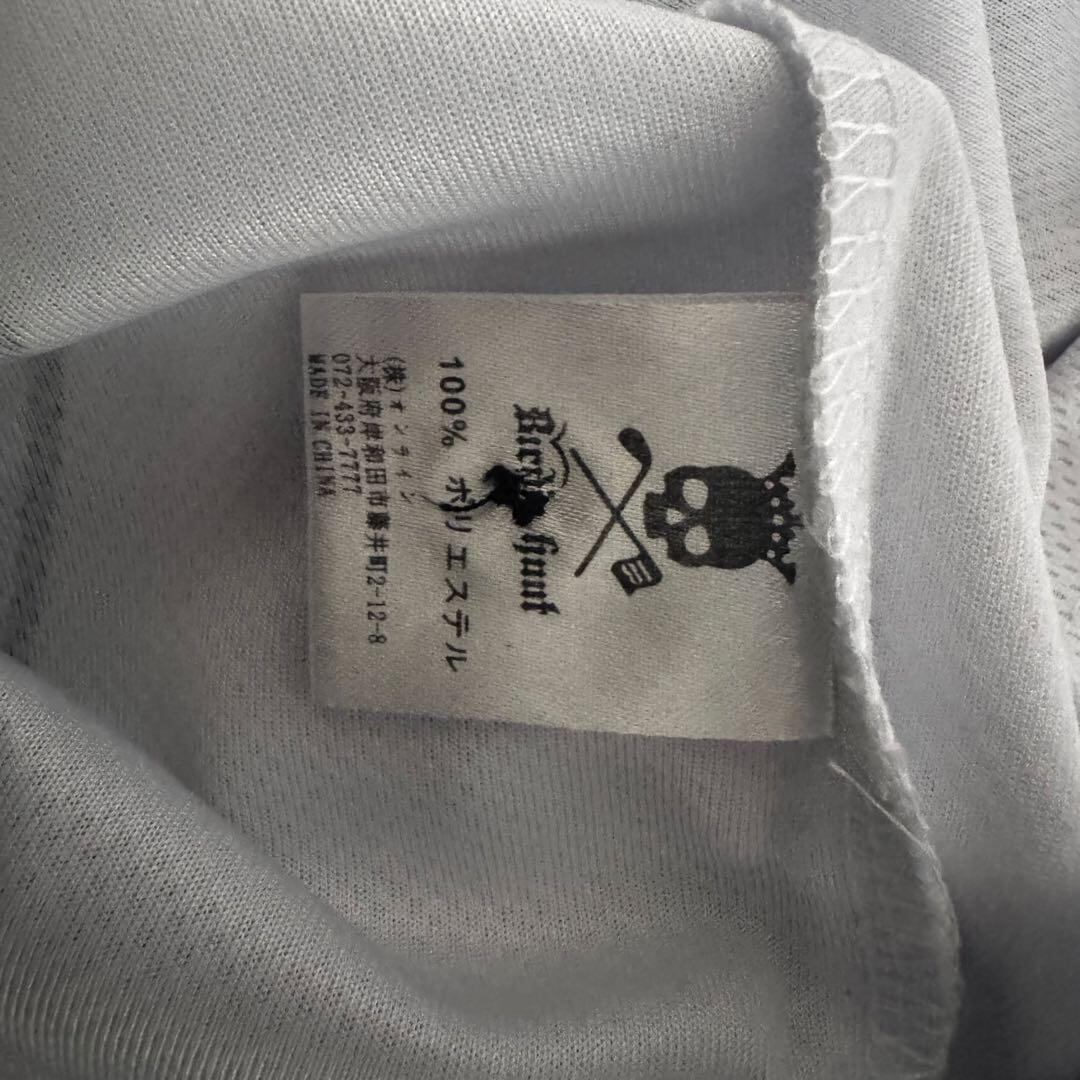 Hunt
100% ポリエステル
(株)オンライン
大阪府岸和田市藤井町2-12-8
072-433-7777
MADE IN CHINA